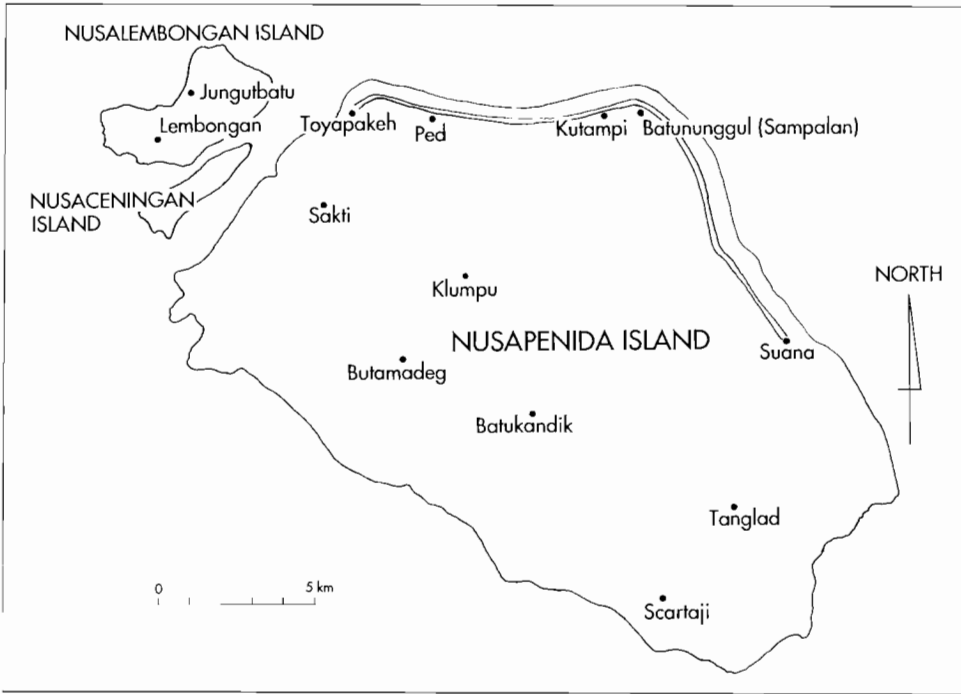 NUSALEMBONGAN ISLAND
Jungutbatu
Lembongan
Toyapakeh
Ped
Kutampi
Batununggul (Sampalan)
NUSACENINGAN
ISLAND
Sakti
NORTH
Klumpu
NUSAPENIDA ISLAND
Suana
Butamadeg
Batukandik
Tanglad
0
5 km
Scartaji